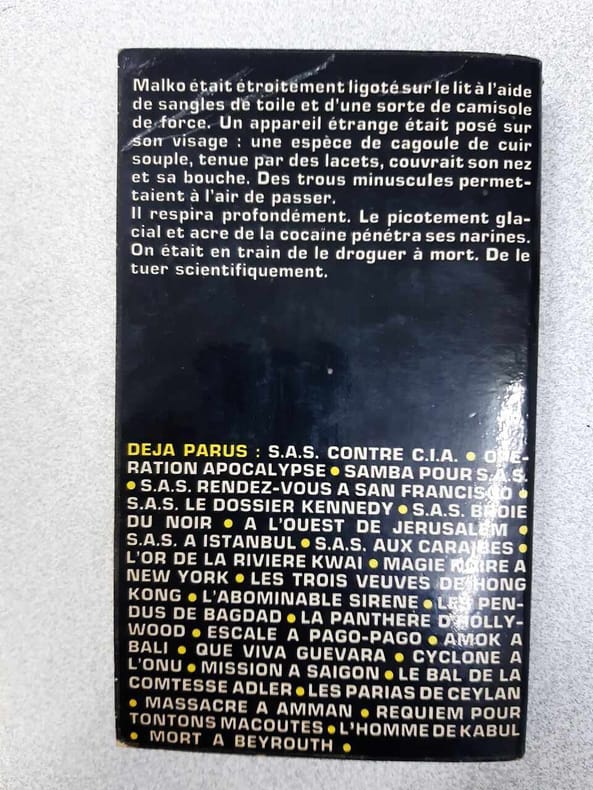 Malko était étroitement ligoté sur le lit à l'aide
de sangles de toile et d'une sorte de camisole
de force. Un appareil étrange était posé sur
son visage : une espèce de cagoule de cuir
souple, tenue par des lacets, couvrait son nez
et sa bouche. Des trous minuscules permet-
taient à l'air de passer.
Il respira profondément. Le picotement gla-
cial et acre de la cocaïne pénétra ses narines.
On était en train de le droguer à mort. De le
tuer scientifiquement.
DEJA PARUS : S.A.S. CONTRE C.I.A. ● OPE-
RATION APOCALYPSE ● SAMBA POUR S.A.S.
● S.A.S. RENDEZ-VOUS A SAN FRANCISCO ●
S.A.S. LE DOSSIER KENNEDY ● S.A.S. BROIE
DU NOIR ● A L'OUEST DE JERUSALEM ●
S.A.S. A ISTANBUL ● S.A.S. AUX CARAIBES ●
L'OR DE LA RIVIERE KWAI ● MAGIE NOIRE A
NEW YORK ● LES TROIS VEUVES DE HONG
KONG ● L'ABOMINABLE SIRENE ● LES PEN-
DUS DE BAGDAD ● LA PANTHERE D'HOLLY-
WOOD ● ESCALE A PAGO-PAGO ● AMOK A
BALI ● QUE VIVA GUEVARA ● CYCLONE A
L'ONU ● MISSION A SAIGON ● LE BAL DE LA
COMTESSE ADLER ● LES PARIAS DE CEYLAN
● MASSACRE A AMMAN ● REQUIEM POUR
TONTONS MACOUTES ● L'HOMME DE KABUL
● MORT A BEYROUTH ●